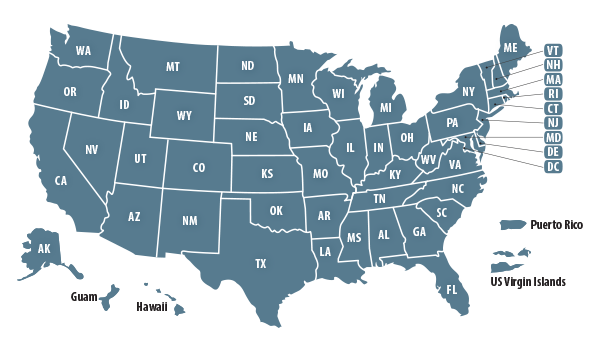 WA
MT
ND
MN
ME
VT
NH
MA
RI
CT
NJ
MD
DE
DC
OR
ID
WY
SD
WI
MI
NY
NE
IA
PA
NV
UT
CO
KS
MO
IL
IN
OH
WV
VA
KY
CA
AZ
NM
OK
AR
TN
NC
SC
MS
AL
GA
TX
LA
FL
AK
Puerto Rico
US Virgin Islands
Guam
Hawaii